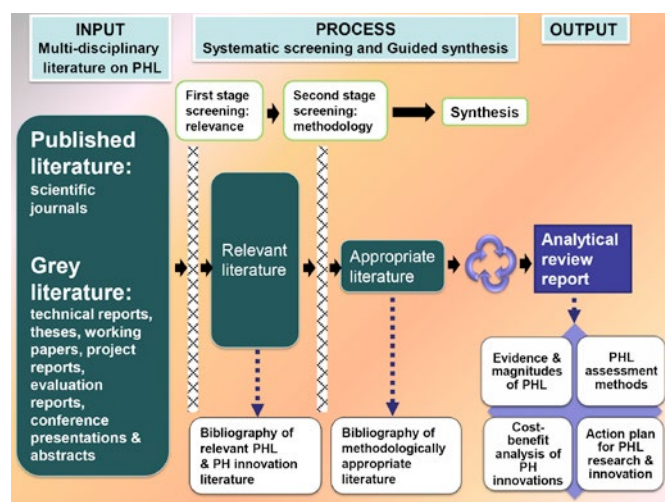 INPUT
Multi-disciplinary
literature on PHL
PROCESS
Systematic screening and Guided synthesis
OUTPUT
First stage
screening:
relevance
Second stage
screening:
methodology
Synthesis
Published
literature:
scientific
journals
Grey
literature:
technical reports,
theses, working
papers, project
reports,
evaluation
reports,
conference
presentations &
abstracts
Relevant
literature
Appropriate
literature
Analytical
review
report
Bibliography of
relevant PHL
& PH innovation
literature
Bibliography of
methodologically
appropriate
literature
Evidence &
magnitudes
of PHL
PHL
assessment
methods
Cost-
benefit
analysis of
PH
innovations
Action plan
for PHL
research &
innovation